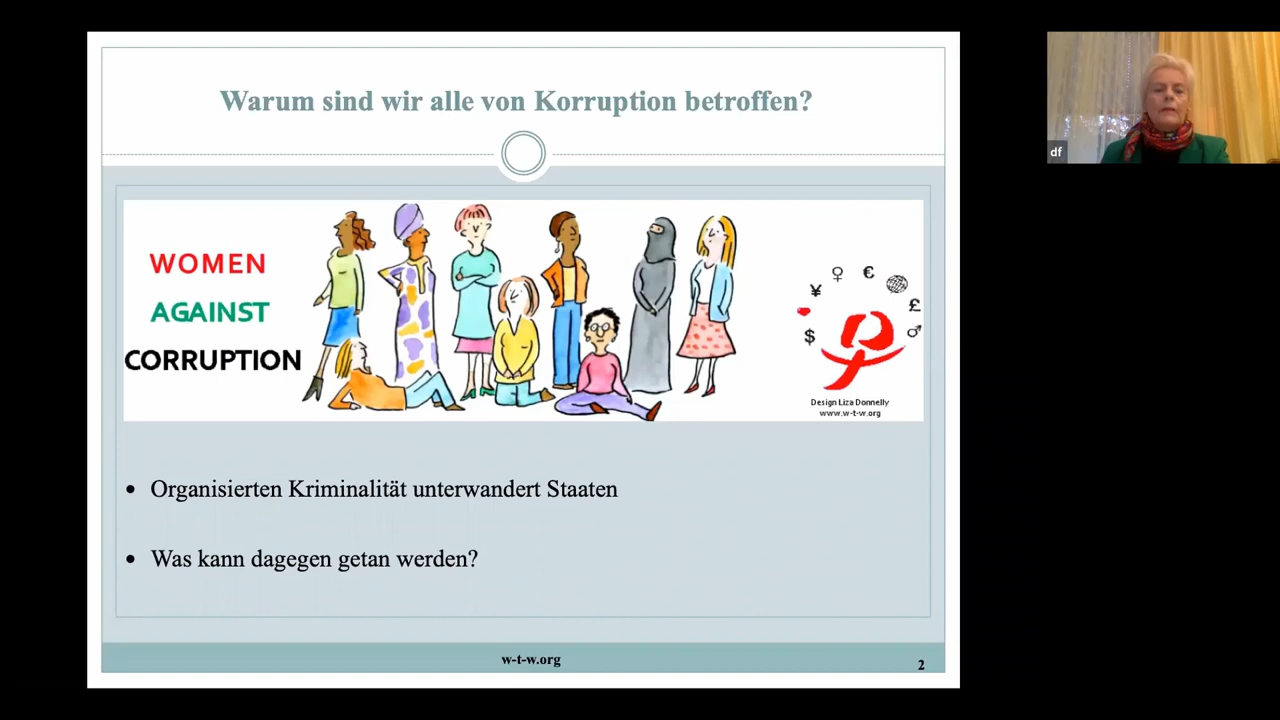 Warum sind wir alle von Korruption betroffen?
df
WOMEN
AGAINST
CORRUPTION
♀ € ¥ £ $ ♂
Design Liza Donnelly
www.w-t-w.org
• Organisierten Kriminalität unterwandert Staaten
• Was kann dagegen getan werden?
w-t-w.org
2